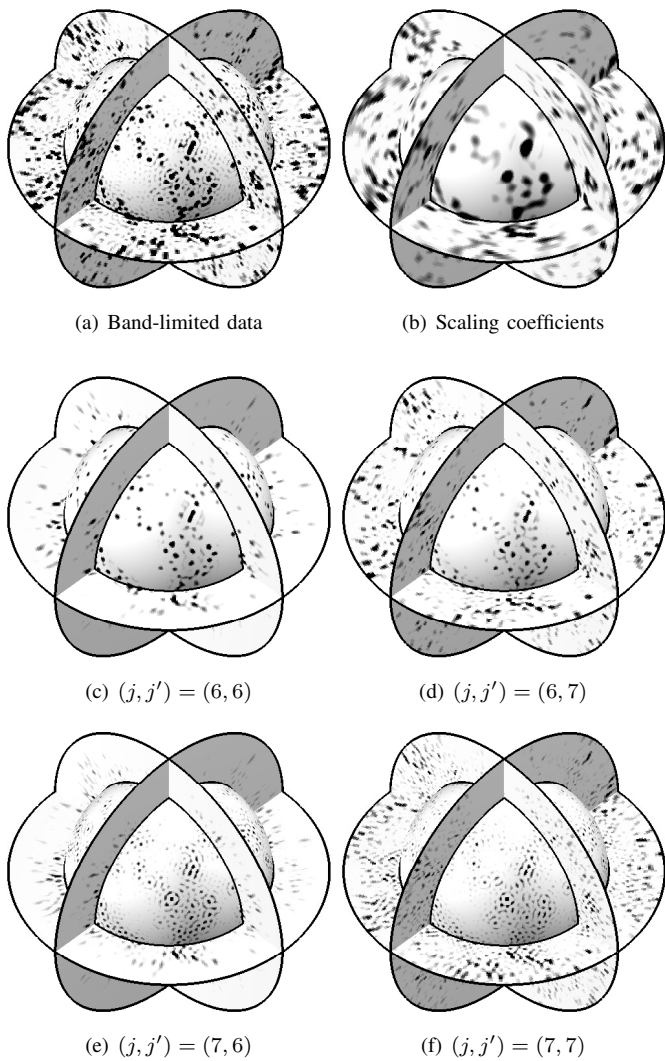 (a) Band-limited data
(b) Scaling coefficients
(c) (j, j′) = (6, 6)
(d) (j, j′) = (6, 7)
(e) (j, j′) = (7, 6)
(f) (j, j′) = (7, 7)